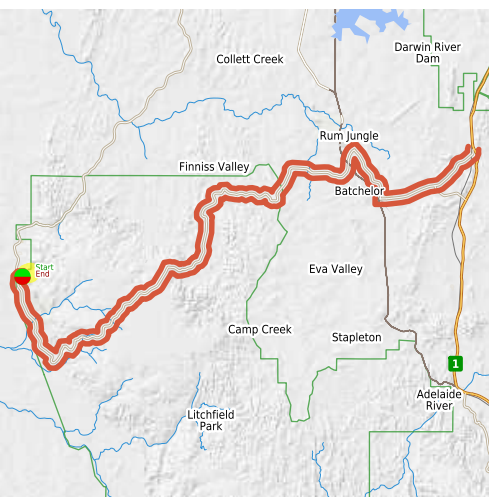 Darwin River
Dam
Collett Creek
Rum Jungle
Finniss Valley
Batchelor
Start
End
Eva Valley
Camp Creek
Stapleton
1
Adelaide
River
Litchfield
Park